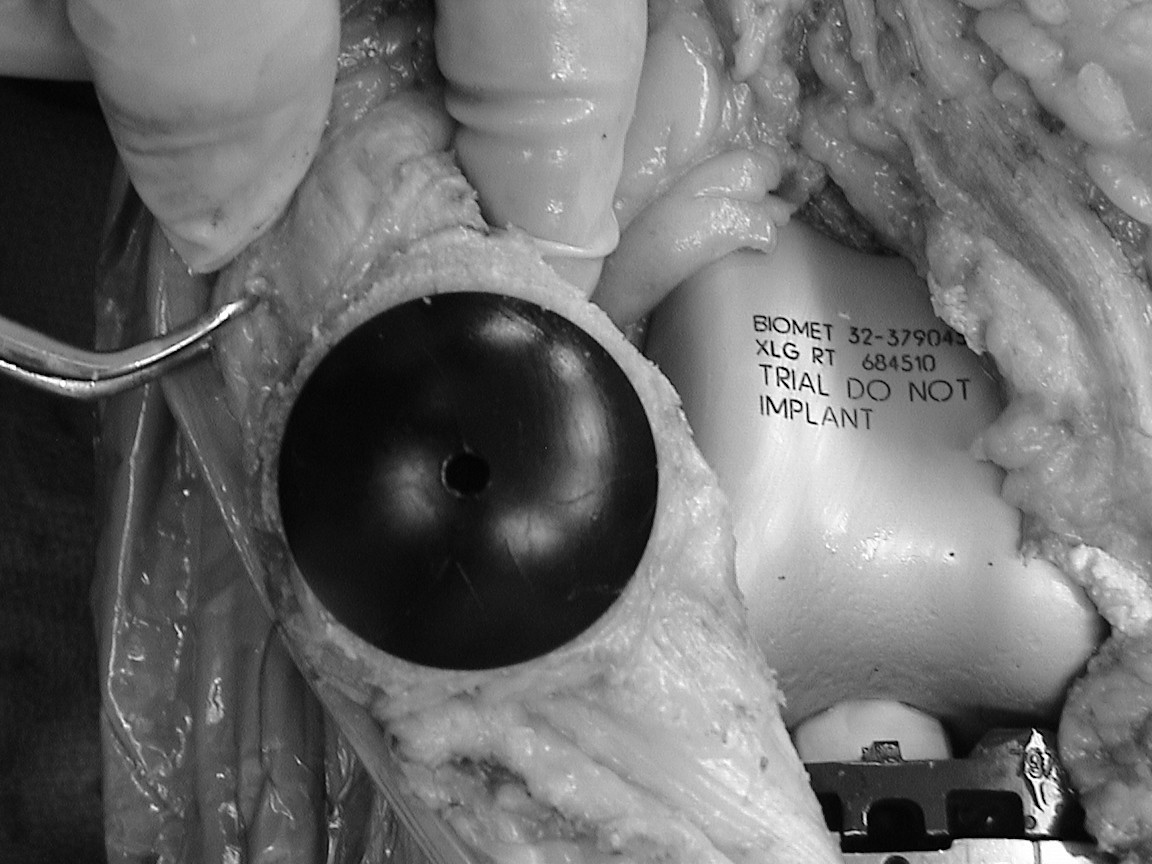 BIOMET 32-379045
XLG RT 684510
TRIAL DO NOT
IMPLANT